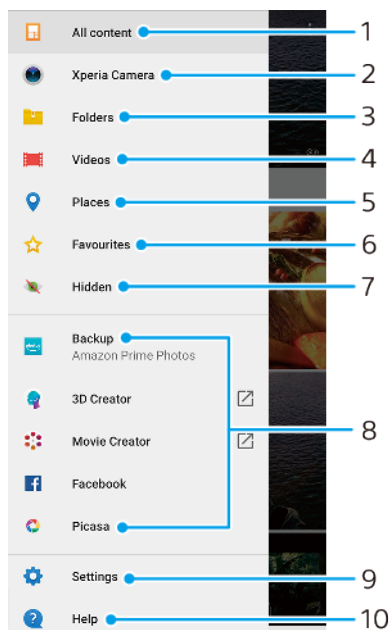 All content 1
Xperia Camera 2
Folders 3
Videos 4
Places 5
Favourites 6
Hidden 7
Backup
Amazon Prime Photos
3D Creator
8
Movie Creator
Facebook
Picasa
Settings 9
Help 10